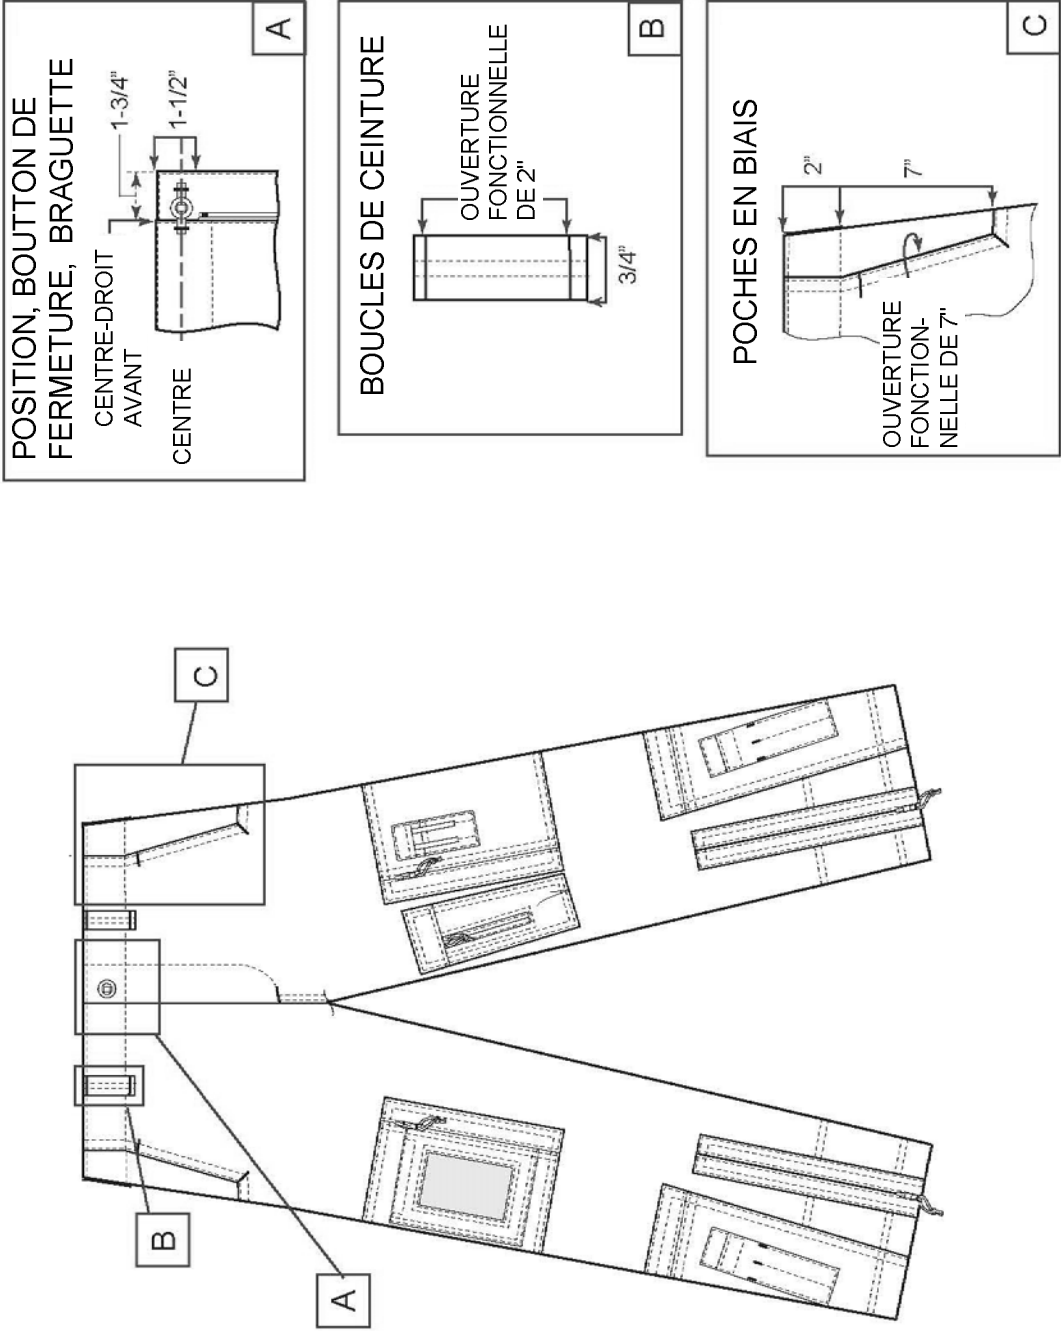 POSITION, BOUTTON DE
FERMETURE, BRAGUETTE
CENTRE-DROIT
AVANT
CENTRE
1-3/4"
1-1/2"
A
BOUCLES DE CEINTURE
OUVERTURE
FONCTIONNELLE
DE 2"
3/4"
B
POCHES EN BIAIS
2"
7"
OUVERTURE
FONCTION-
NELLE DE 7"
C
C
B
A